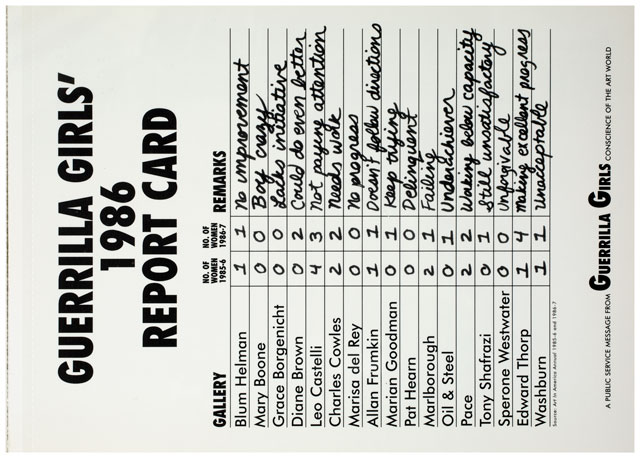 GUERRILLA GIRLS'
1986
REPORT CARD
GALLERY NO. OF WOMEN 1985-6 NO. OF WOMEN 1986-7 REMARKS
Blum Helman 1 1 No improvement
Mary Boone 0 0 Boy crazy
Grace Borgenicht 0 0 Lacks initiative
Diane Brown 0 2 Could do even better
Leo Castelli 4 3 Not paying attention
Charles Cowles 2 2 Needs work
Marisa del Rey 0 0 No progress
Allan Frumkin 1 1 Doesn't follow directions
Marian Goodman 0 1 Keep trying
Pat Hearn 0 0 Delinquent
Marlborough 2 1 Failing
Oil & Steel 0 1 Underachiever
Pace 2 2 Working below capacity
Tony Shafrazi 0 1 Still unsatisfactory
Sperone Westwater 0 0 Unforgivable
Edward Thorp 1 4 Making excellent progress
Washburn 1 1 Unacceptable
Source: Art In America Annual 1985-6 and 1986-7
A PUBLIC SERVICE MESSAGE FROM GUERRILLA GIRLS CONSCIENCE OF THE ART WORLD